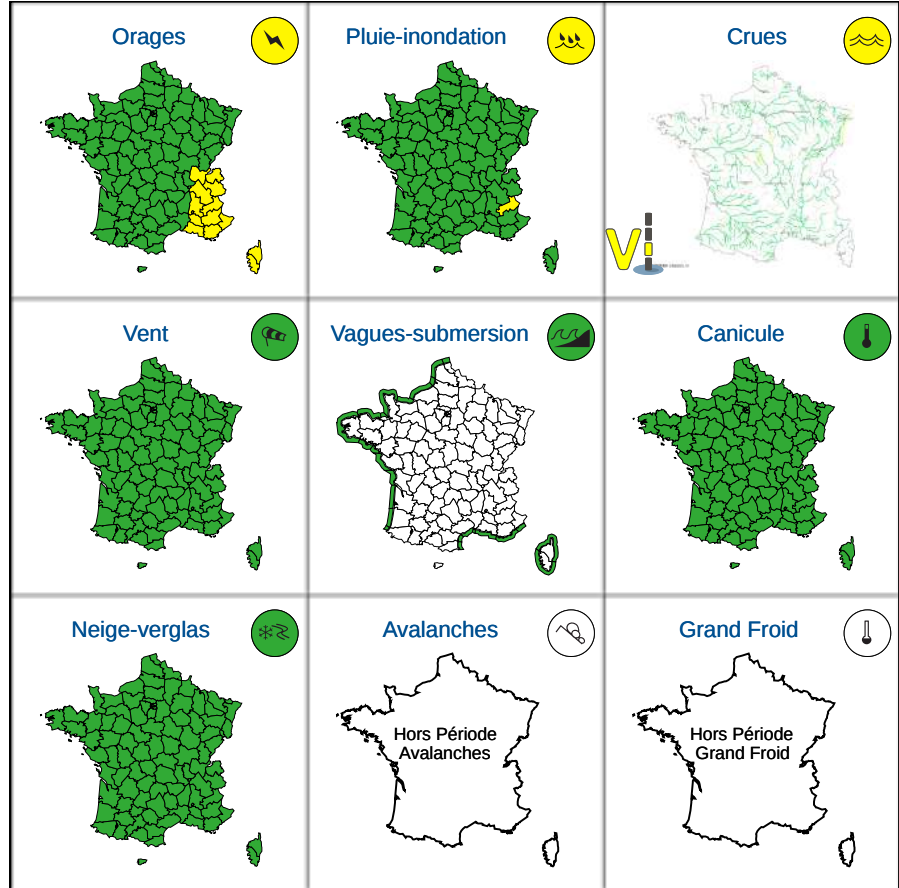 Orages
Pluie-inondation
Crues
Vi
Vent
Vagues-submersion
Canicule
Neige-verglas
Avalanches
Grand Froid
Hors Période
Avalanches
Hors Période
Grand Froid